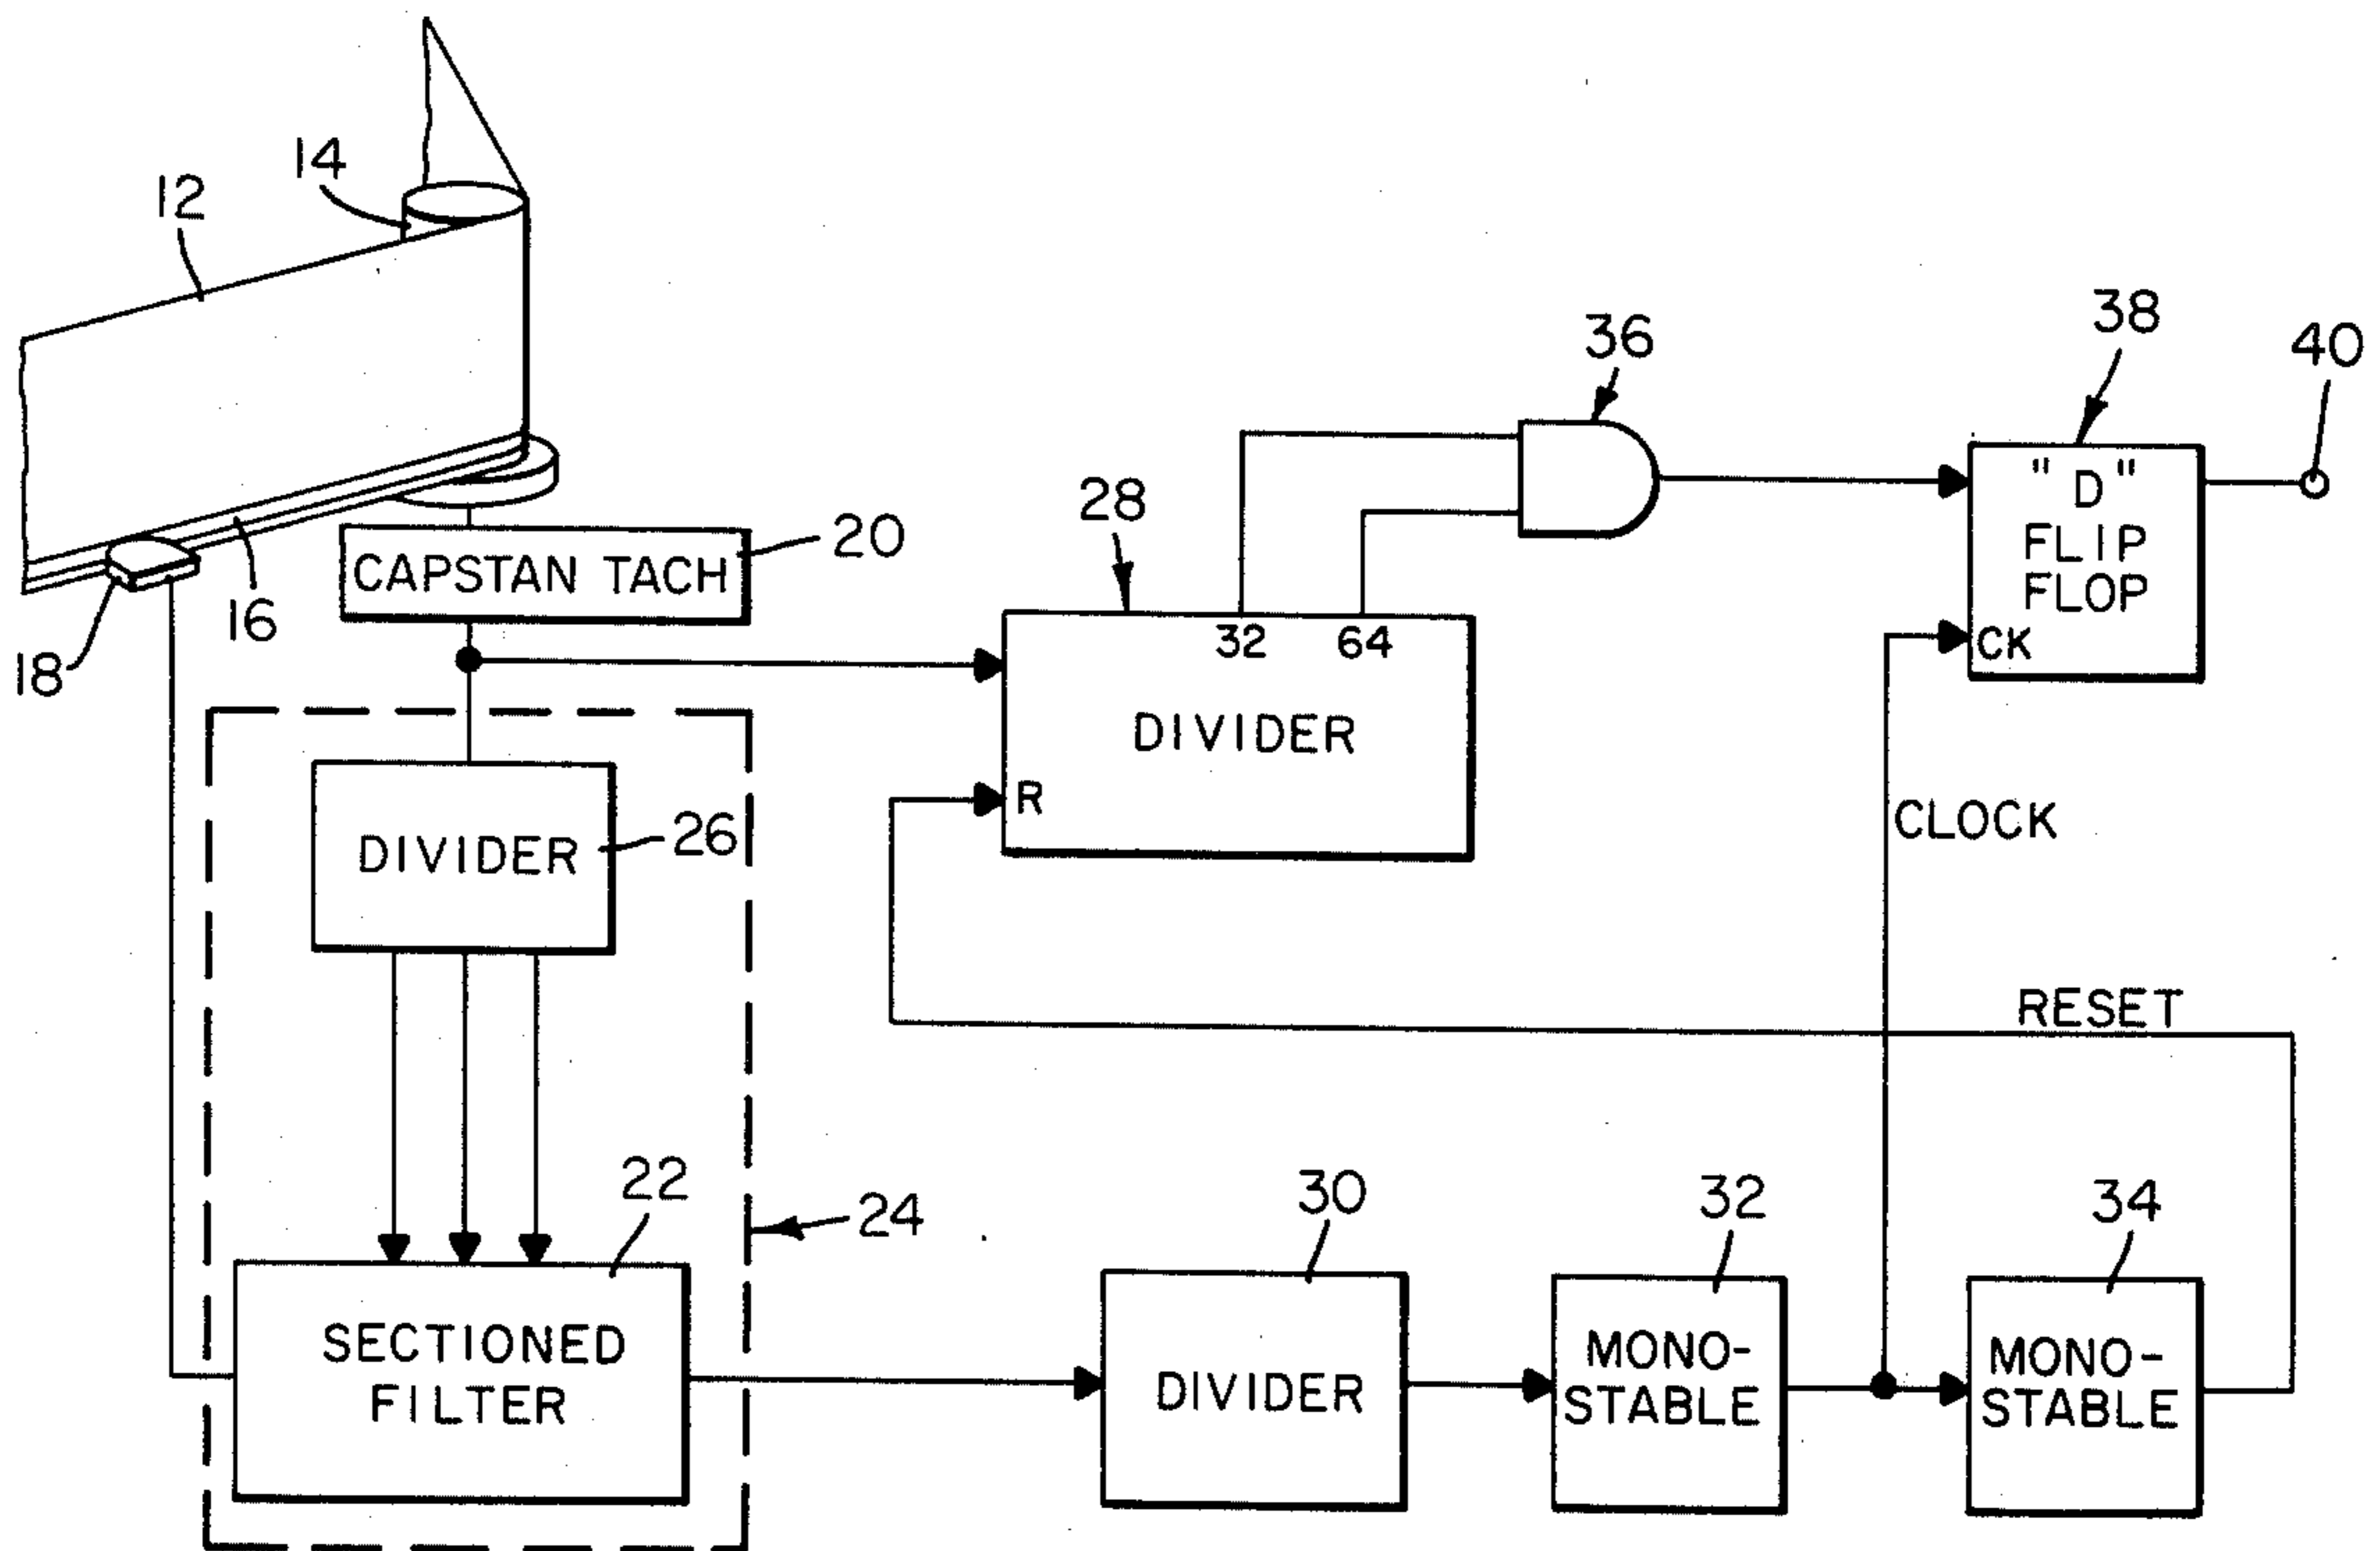 14
12
38
36
40
"D"
FLIP
FLOP
CK
28
20
CAPSTAN TACH
16
18
32
64
DIVIDER
R
CLOCK
DIVIDER
26
RESET
22
24
30
32
34
SECTIONED
FILTER
DIVIDER
MONO-
STABLE
MONO-
STABLE